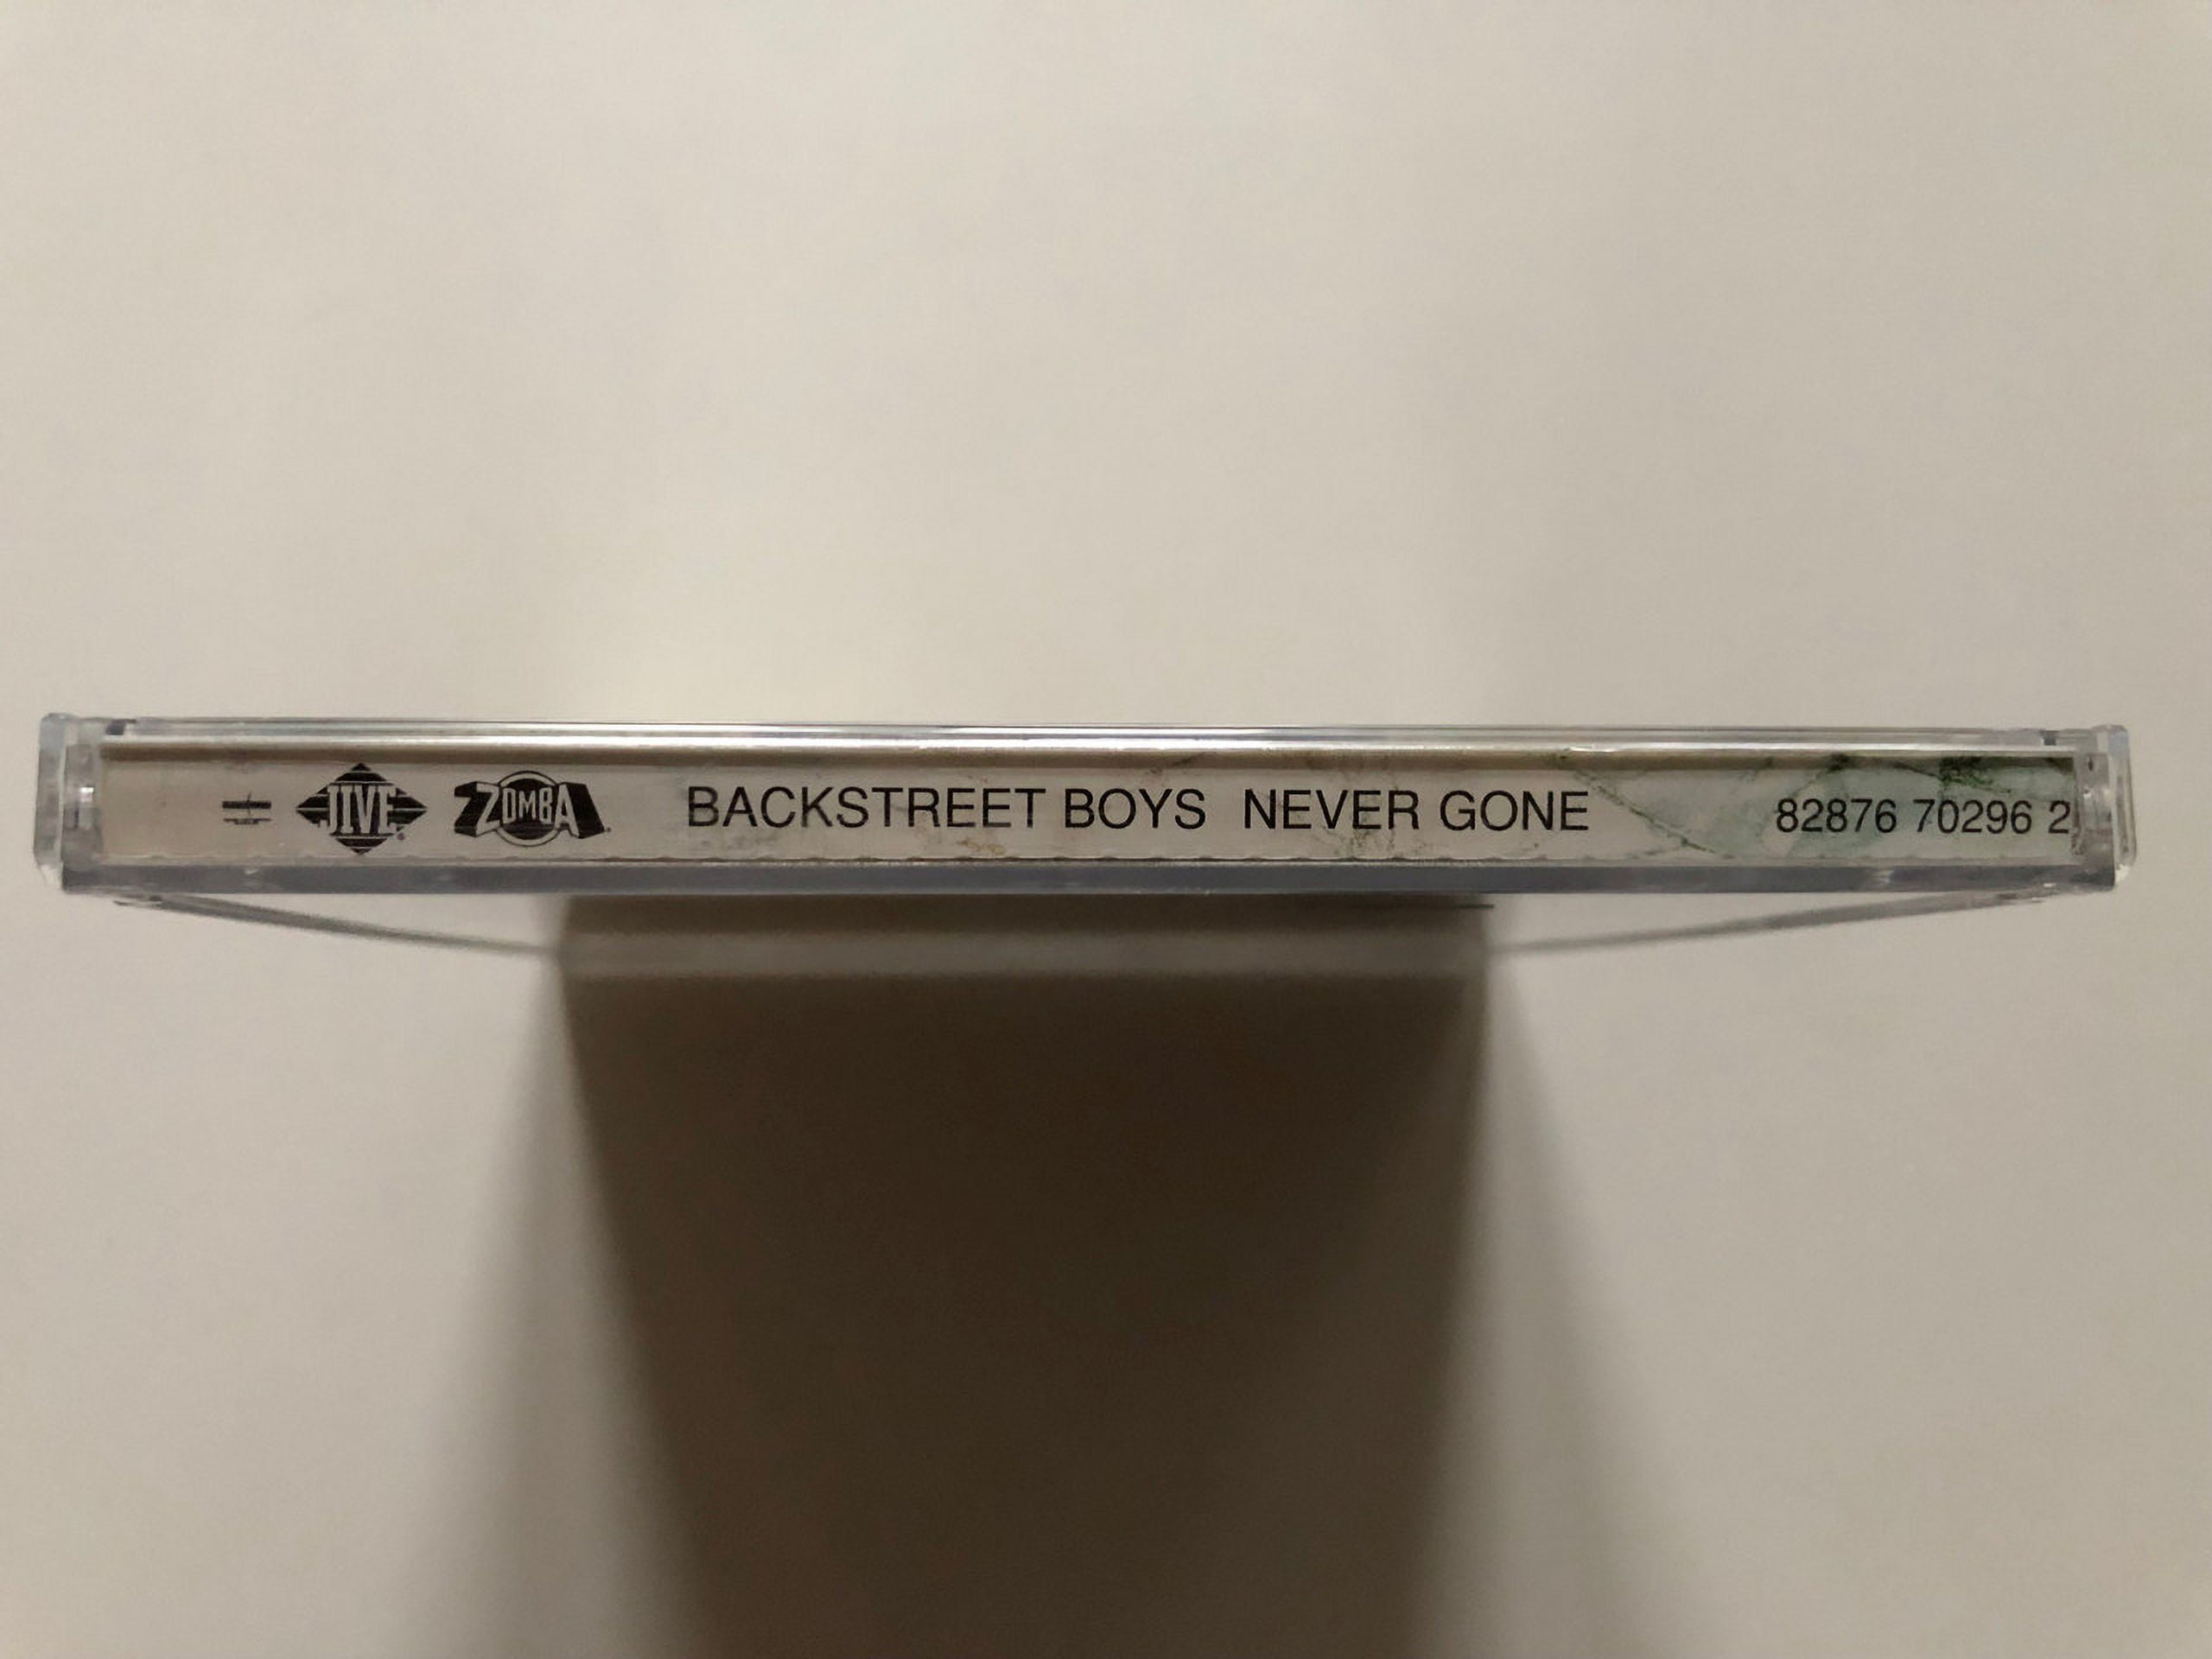 JIVE ZOMBA BACKSTREET BOYS NEVER GONE 82876 70296 2